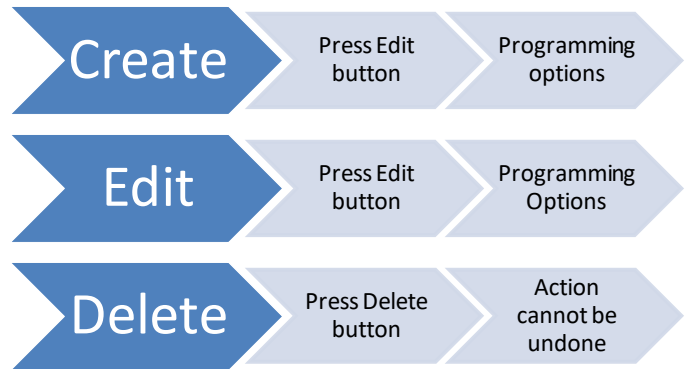 Create
Press Edit
button
Programming
options
Edit
Press Edit
button
Programming
Options
Delete
Press Delete
button
Action
cannot be
undone